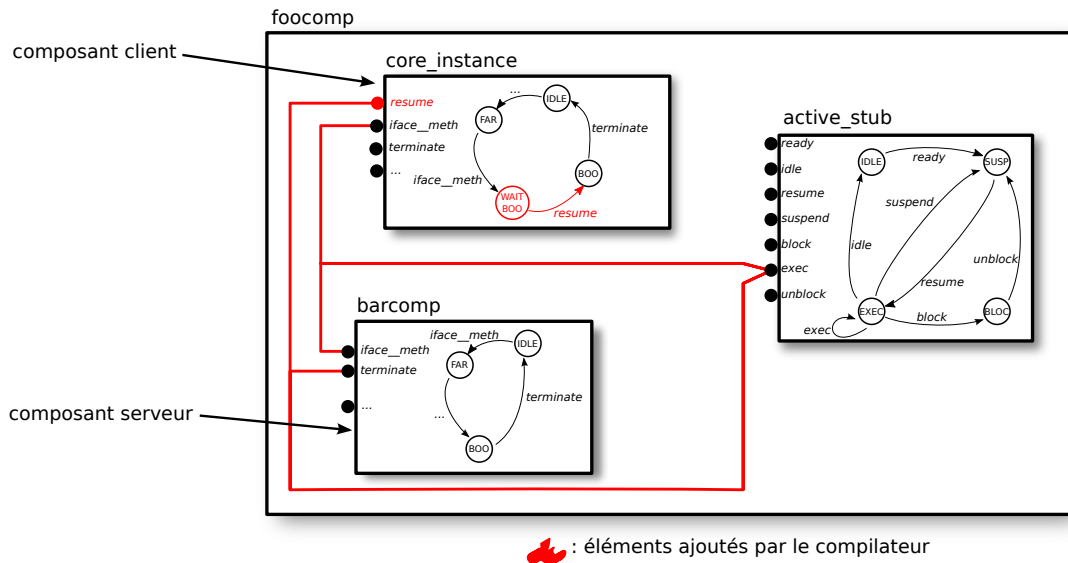 foocomp
composant client
core_instance
resume
iface__meth
terminate
...
...
IDLE
FAR
terminate
iface__meth
BOO
WAIT
BOO
resume
active_stub
ready
idle
resume
suspend
block
exec
unblock
IDLE
ready
SUSP
suspend
idle
unblock
resume
EXEC
block
BLOC
exec
barcomp
iface__meth
terminate
...
iface__meth
IDLE
FAR
terminate
...
BOO
composant serveur
: éléments ajoutés par le compilateur